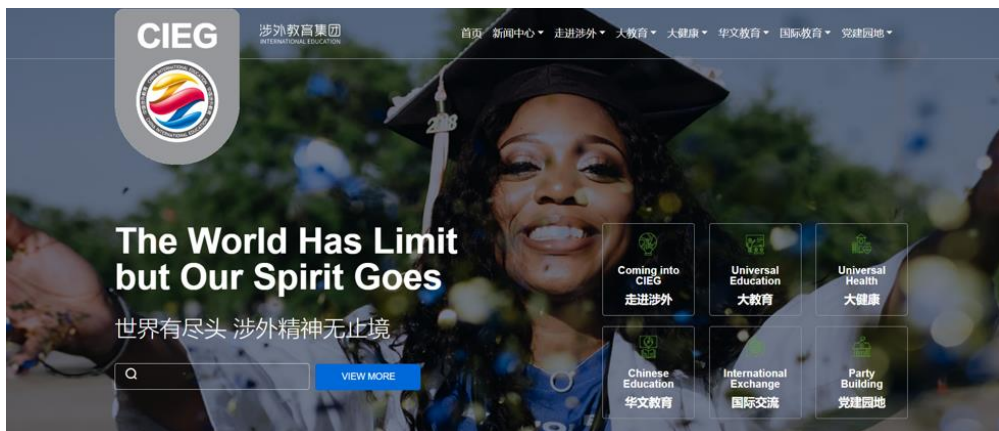 CIEG
涉外教育集团
INTERNATIONAL EDUCATION
首页 新闻中心 走进涉外 大教育 大健康 华文教育 国际教育 党建园地
The World Has Limit
but Our Spirit Goes
世界有尽头 涉外精神无止境
VIEW MORE
Coming into
CIEG
走进涉外
Universal
Education
大教育
Universal
Health
大健康
Chinese
Education
华文教育
International
Exchange
国际交流
Party
Building
党建园地